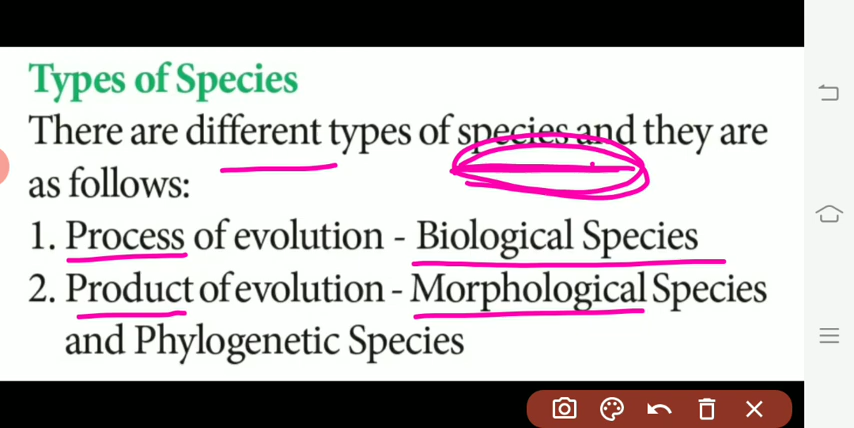 Types of Species
There are different types of species and they are
as follows:
1. Process of evolution - Biological Species
2. Product of evolution - Morphological Species
and Phylogenetic Species